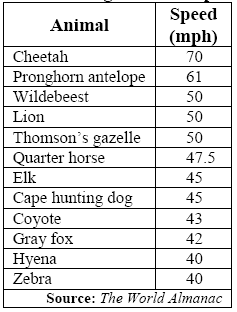 Animal Speed (mph)
Cheetah 70
Pronghorn antelope 61
Wildebeest 50
Lion 50
Thomson's gazelle 50
Quarter horse 47.5
Elk 45
Cape hunting dog 45
Coyote 43
Gray fox 42
Hyena 40
Zebra 40
Source: The World Almanac